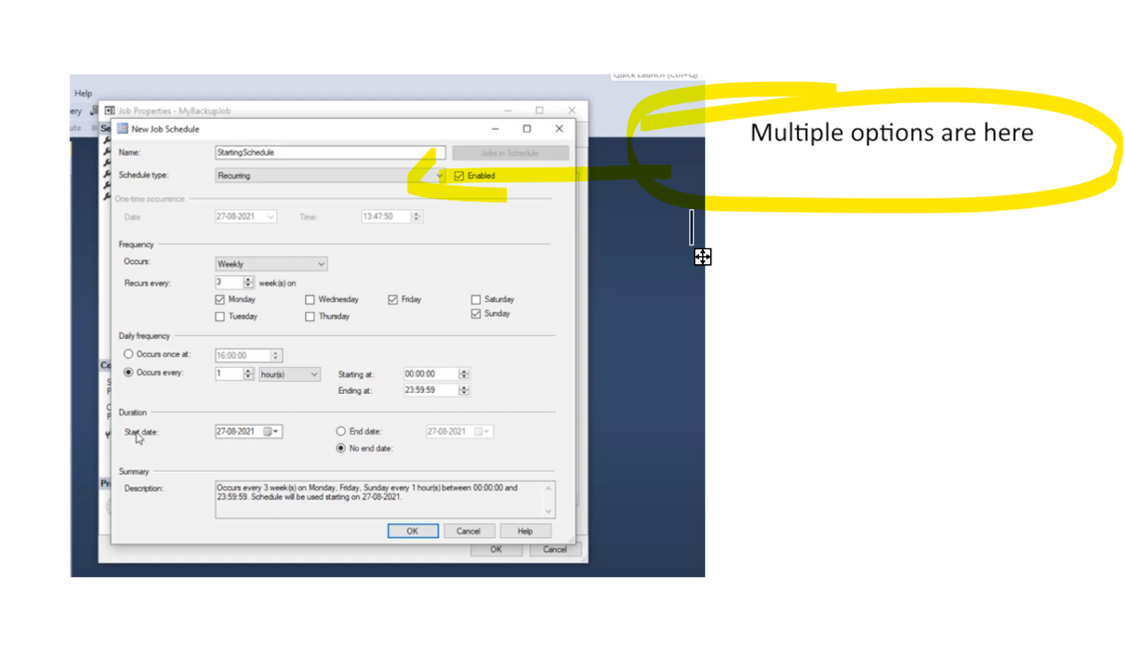 Quick Launch (Ctrl+Q)
Multiple options are here
Help
ery
Job Properties - MyBackupJob
ute
Se
New Job Schedule
Name: StartingSchedule Jobs in Schedule
Schedule type: Recurring Enabled
One-time occurrence
Date: 27-08-2021 Time: 13:47:50
Frequency
Occurs: Weekly
Recurs every: 3 week(s) on
Monday Wednesday Friday Saturday
Tuesday Thursday Sunday
Daily frequency
Occurs once at: 16:00:00
Occurs every: 1 hour(s) Starting at: 00:00:00
Ending at: 23:59:59
Co
Duration
Start date: 27-08-2021 End date: 27-08-2021
No end date:
Summary
Pr
Description: Occurs every 3 week(s) on Monday, Friday, Sunday every 1 hour(s) between 00:00:00 and
23:59:59. Schedule will be used starting on 27-08-2021.
OK Cancel Help
OK Cancel